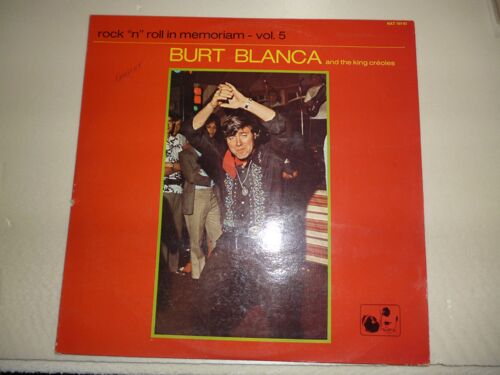 rock "n" roll in memoriam - vol. 5
BURT BLANCA and the king créoles